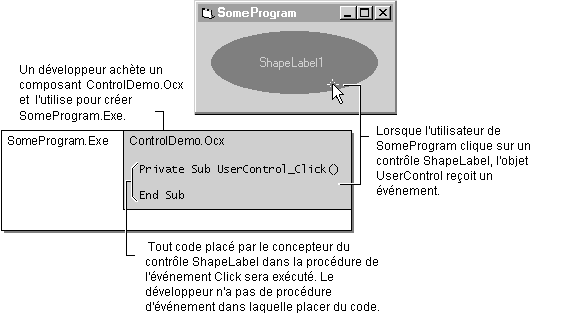 SomeProgram
ShapeLabel1
Un développeur achète un
composant ControlDemo.Ocx
et l'utilise pour créer
SomeProgram.Exe.
SomeProgram.Exe
ControlDemo.Ocx
Private Sub UserControl_Click()
End Sub
Lorsque l'utilisateur de
SomeProgram clique sur un
contrôle ShapeLabel, l'objet
UserControl reçoit un
événement.
Tout code placé par le concepteur du
contrôle ShapeLabel dans la procédure de
l'événement Click sera exécuté. Le
développeur n'a pas de procédure
d'événement dans laquelle placer du code.